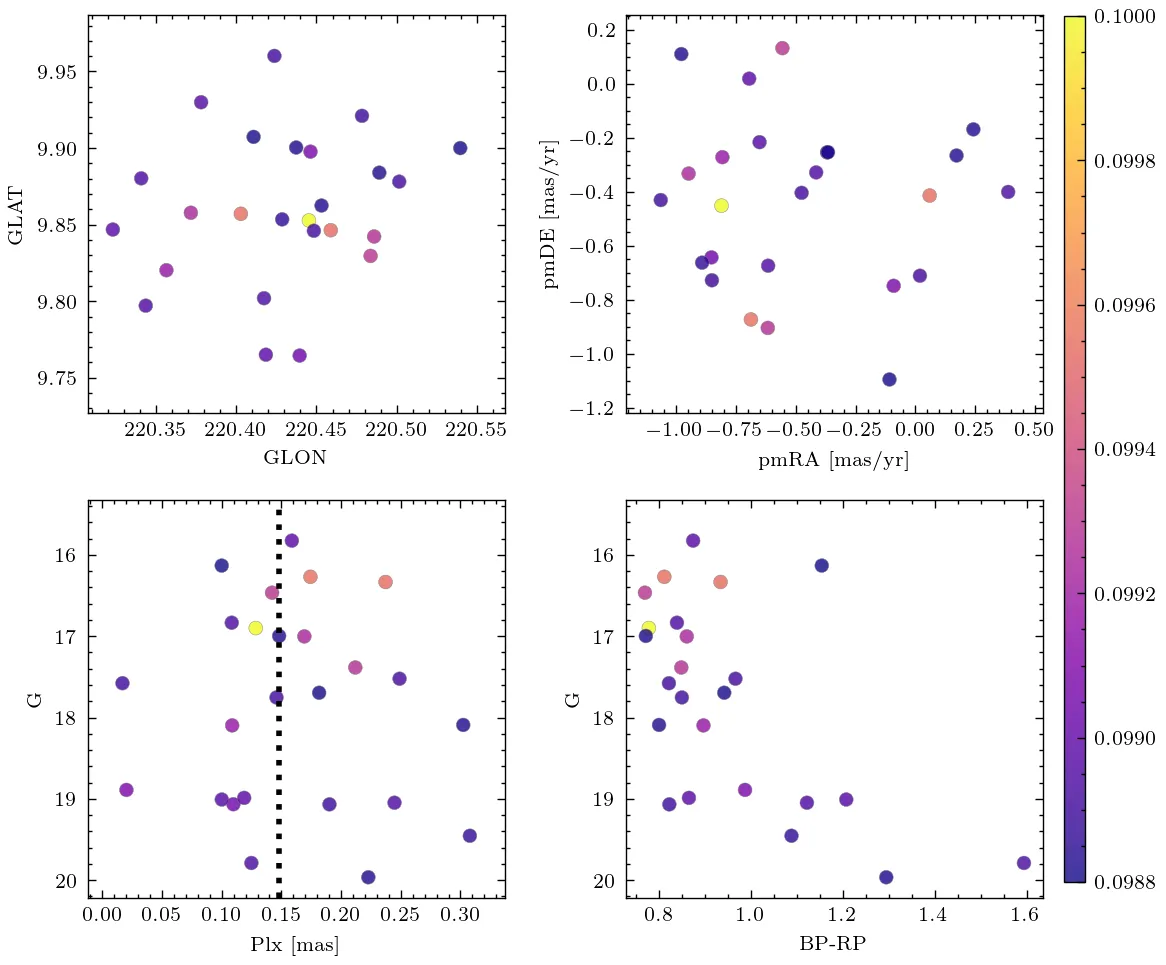 9.95
9.90
9.85
9.80
9.75
GLAT
220.35 220.40 220.45 220.50 220.55
GLON
0.2
0.0
−0.2
−0.4
−0.6
−0.8
−1.0
−1.2
pmDE [mas/yr]
−1.00 −0.75 −0.50 −0.25 0.00 0.25 0.50
pmRA [mas/yr]
16
17
18
19
20
G
0.00 0.05 0.10 0.15 0.20 0.25 0.30
Plx [mas]
16
17
18
19
20
G
0.8 1.0 1.2 1.4 1.6
BP-RP
0.1000
0.0998
0.0996
0.0994
0.0992
0.0990
0.0988